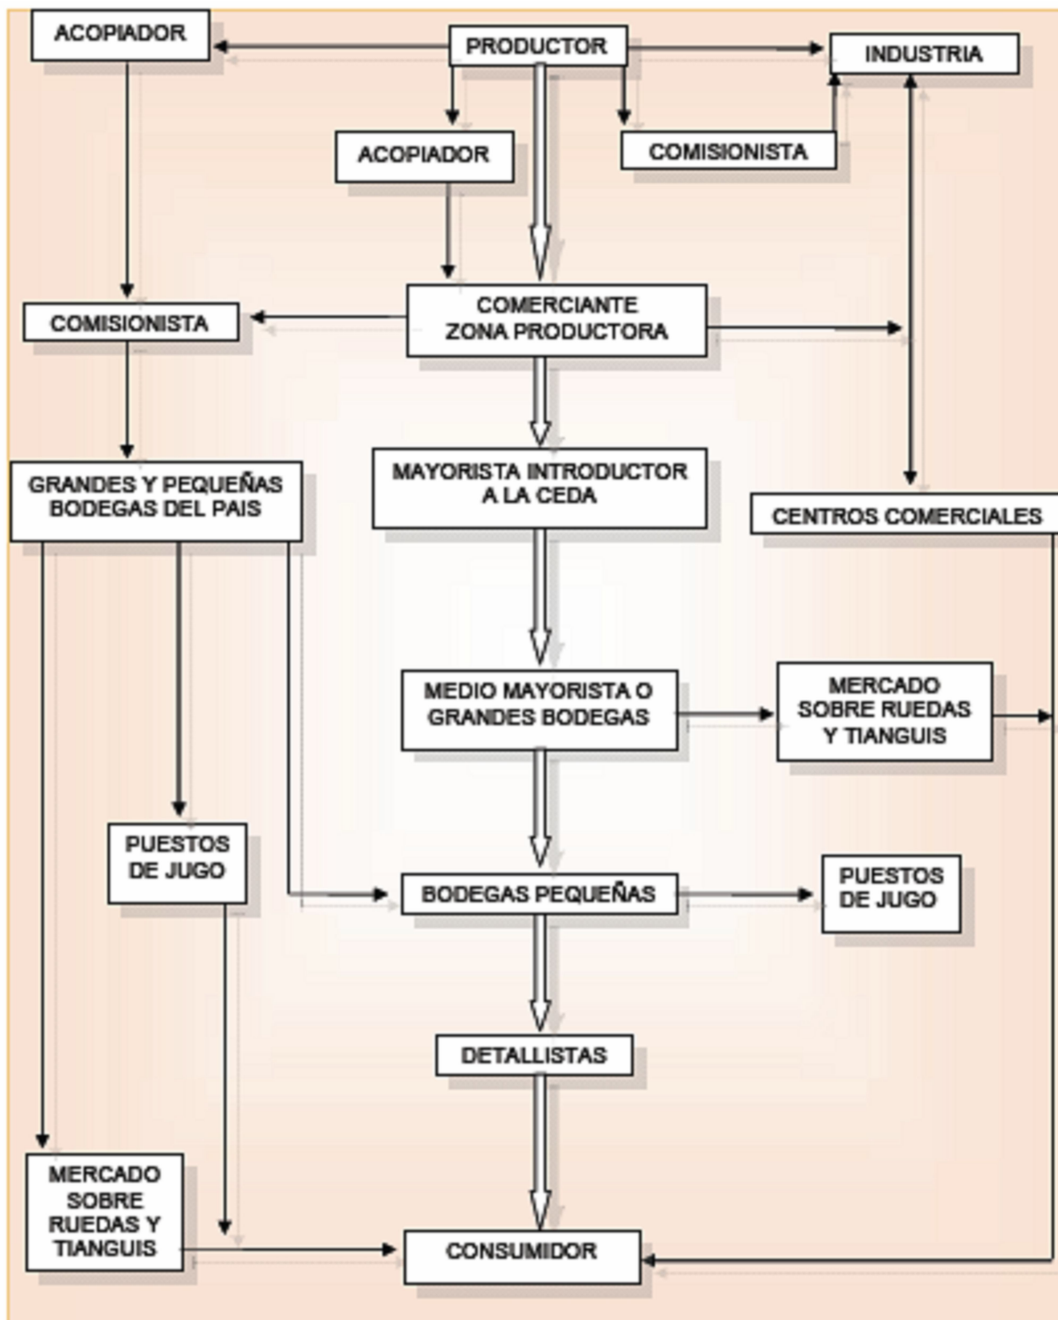 ACOPIADOR
PRODUCTOR
INDUSTRIA
ACOPIADOR
COMISIONISTA
COMISIONISTA
COMERCIANTE
ZONA PRODUCTORA
GRANDES Y PEQUEÑAS
BODEGAS DEL PAIS
MAYORISTA INTRODUCTOR
A LA CEDA
CENTROS COMERCIALES
MEDIO MAYORISTA O
GRANDES BODEGAS
MERCADO
SOBRE RUEDAS
Y TIANGUIS
PUESTOS
DE JUGO
BODEGAS PEQUEÑAS
PUESTOS
DE JUGO
DETALLISTAS
MERCADO
SOBRE
RUEDAS Y
TIANGUIS
CONSUMIDOR